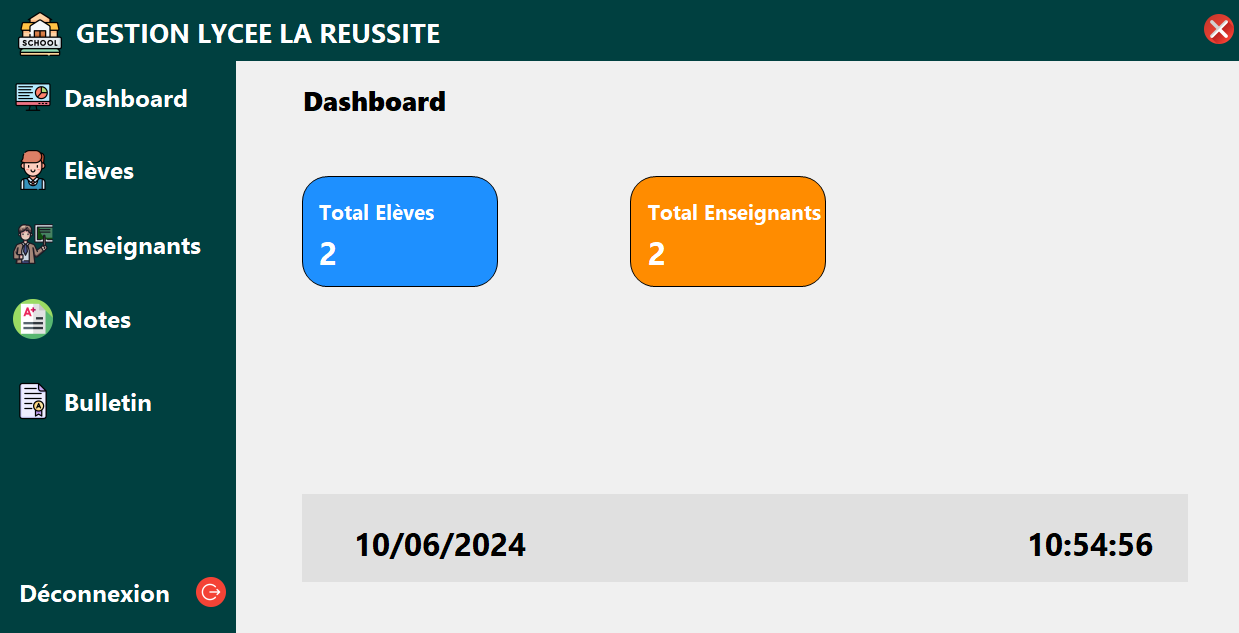 SCHOOL
GESTION LYCEE LA REUSSITE
Dashboard
Elèves
Enseignants
A+
Notes
A
Bulletin
Déconnexion
Dashboard
Total Elèves
2
Total Enseignants
2
10/06/2024
10:54:56